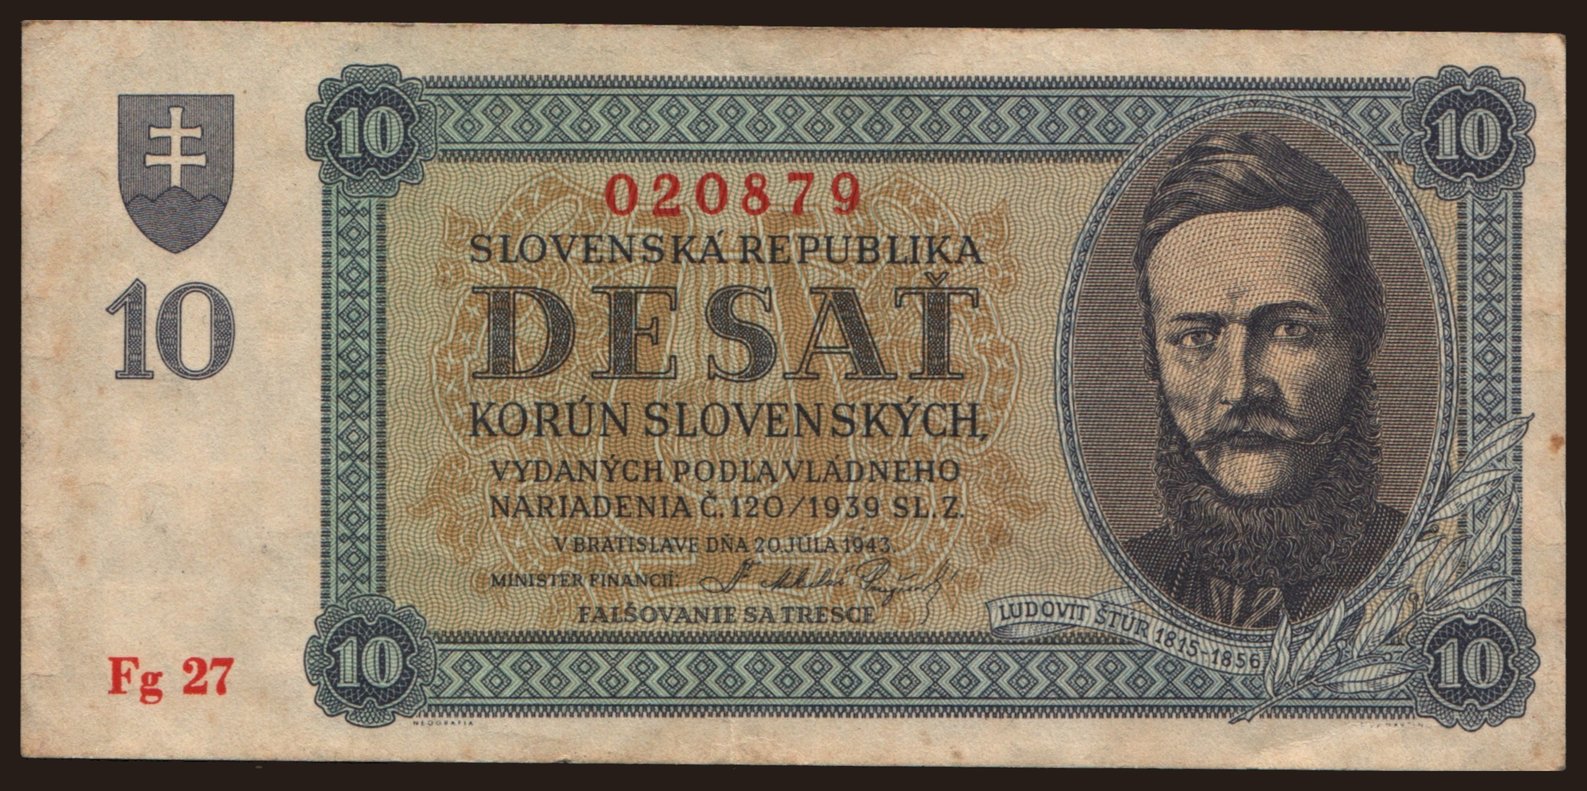 10
10
020879
SLOVENSKÁ REPUBLIKA
DESAŤ
10
KORÚN SLOVENSKÝCH,
VYDANÝCH PODĽA VLÁDNEHO
NARIADENIA Č. 120/1939 SL. Z.
V BRATISLAVE DŇA 20. JÚLA 1943.
MINISTER FINANCIÍ:
FALŠOVANIE SA TRESCE
ĽUDOVÍT ŠTÚR 1815-1856
10
10
Fg 27
NEOGRAFIA